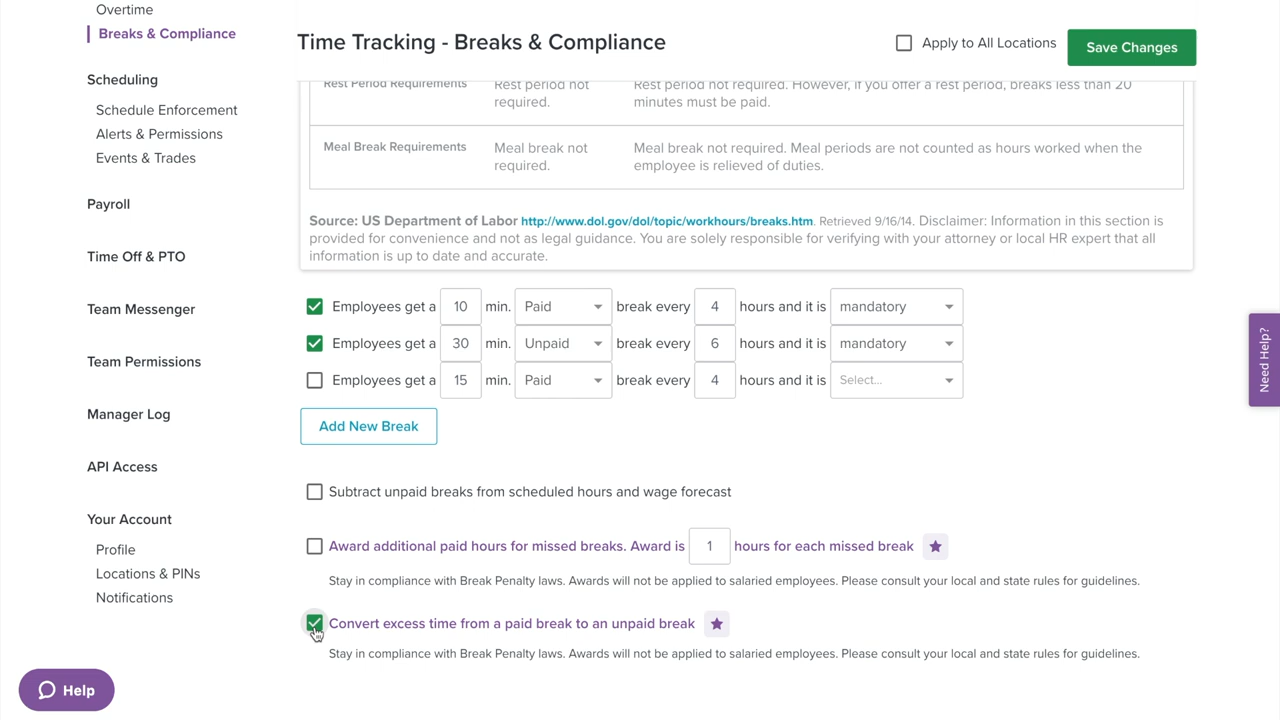 Overtime
Breaks & Compliance
Scheduling
Schedule Enforcement
Alerts & Permissions
Events & Trades
Payroll
Time Off & PTO
Team Messenger
Team Permissions
Manager Log
API Access
Your Account
Profile
Locations & PINs
Notifications
Help
Time Tracking - Breaks & Compliance
Apply to All Locations
Save Changes
Rest Period Requirements
Rest period not
required.
Rest period not required. However, if you offer a rest period, breaks less than 20
minutes must be paid.
Meal Break Requirements
Meal break not
required.
Meal break not required. Meal periods are not counted as hours worked when the
employee is relieved of duties.
Source: US Department of Labor http://www.dol.gov/dol/topic/workhours/breaks.htm. Retrieved 9/16/14. Disclaimer: Information in this section is
provided for convenience and not as legal guidance. You are solely responsible for verifying with your attorney or local HR expert that all
information is up to date and accurate.
Employees get a 10 min. Paid break every 4 hours and it is mandatory
Employees get a 30 min. Unpaid break every 6 hours and it is mandatory
Employees get a 15 min. Paid break every 4 hours and it is Select...
Add New Break
Subtract unpaid breaks from scheduled hours and wage forecast
Award additional paid hours for missed breaks. Award is 1 hours for each missed break
Stay in compliance with Break Penalty laws. Awards will not be applied to salaried employees. Please consult your local and state rules for guidelines.
Convert excess time from a paid break to an unpaid break
Stay in compliance with Break Penalty laws. Awards will not be applied to salaried employees. Please consult your local and state rules for guidelines.
Need Help?